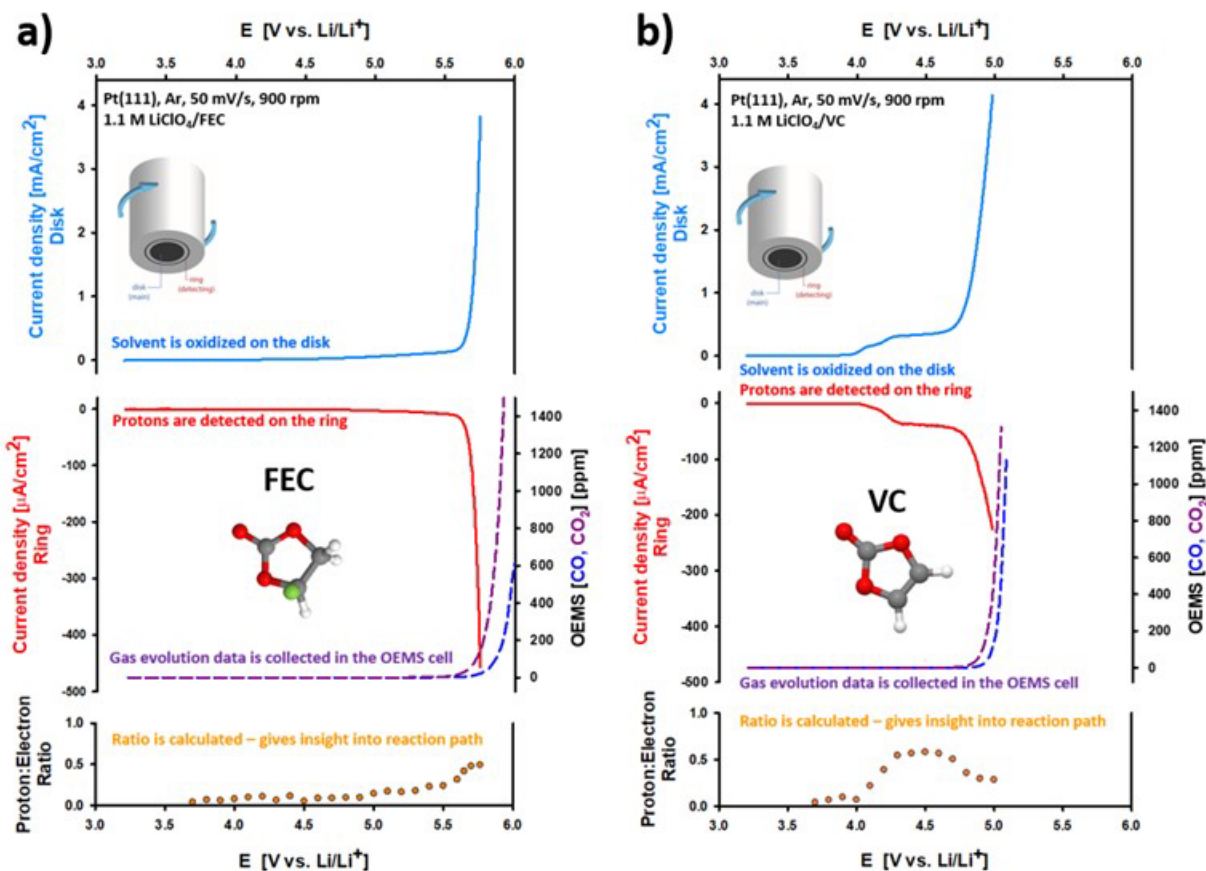 a)
E [V vs. Li/Li⁺]
3.0 3.5 4.0 4.5 5.0 5.5 6.0
Pt(111), Ar, 50 mV/s, 900 rpm
1.1 M LiClO₄/FEC
4
3
2
1
0
Current density [mA/cm²]
Disk
disk
(main)
ring
(detecting)
Solvent is oxidized on the disk
0
-100
-200
-300
-400
-500
Current density [µA/cm²]
Ring
Protons are detected on the ring
FEC
1400
1200
1000
800
600
400
200
0
OEMS [CO, CO₂] [ppm]
Gas evolution data is collected in the OEMS cell
1.0
0.5
0.0
Proton:Electron
Ratio
Ratio is calculated – gives insight into reaction path
3.0 3.5 4.0 4.5 5.0 5.5 6.0
E [V vs. Li/Li⁺]
b)
E [V vs. Li/Li⁺]
3.0 3.5 4.0 4.5 5.0 5.5 6.0
Pt(111), Ar, 50 mV/s, 900 rpm
1.1 M LiClO₄/VC
4
3
2
1
0
Current density [mA/cm²]
Disk
disk
(main)
ring
(detecting)
Solvent is oxidized on the disk
Protons are detected on the ring
0
-100
-200
-300
-400
-500
Current density [µA/cm²]
Ring
VC
1400
1200
1000
800
600
400
200
0
OEMS [CO, CO₂] [ppm]
Gas evolution data is collected in the OEMS cell
1.0
0.5
0.0
Proton:Electron
Ratio
Ratio is calculated – gives insight into reaction path
3.0 3.5 4.0 4.5 5.0 5.5 6.0
E [V vs. Li/Li⁺]